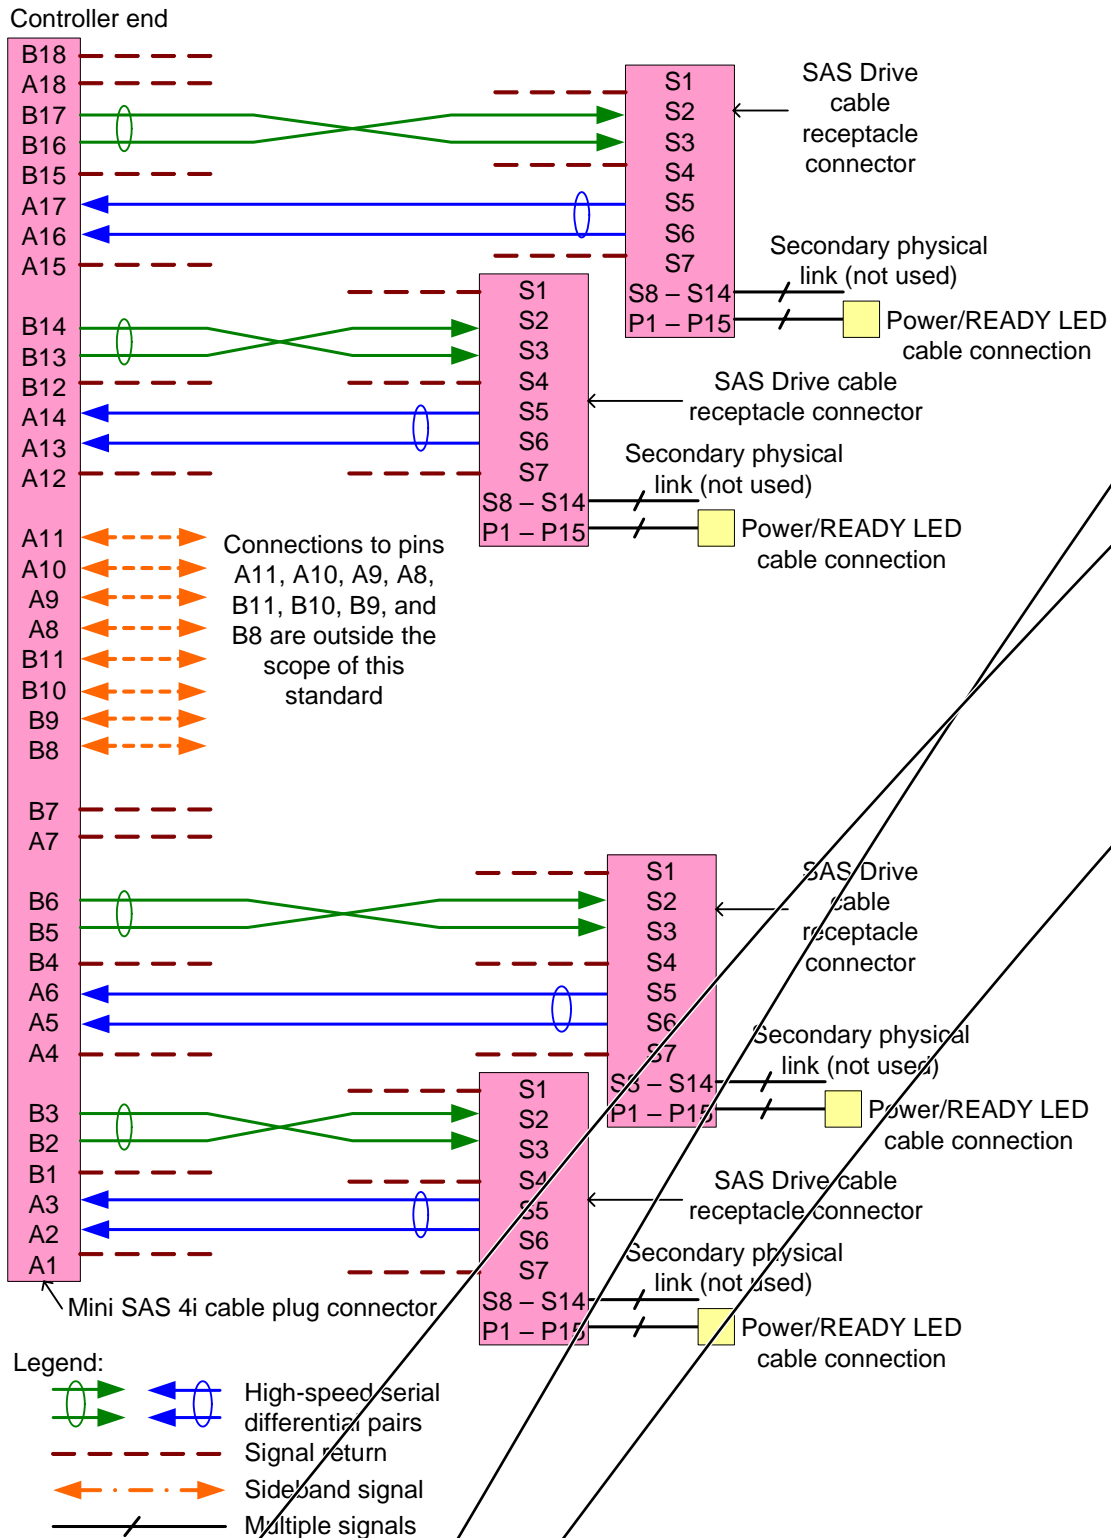 Controller end
B18
A18
B17
B16
B15
A17
A16
A15
B14
B13
B12
A14
A13
A12
A11
A10
A9
A8
B11
B10
B9
B8
B7
A7
B6
B5
B4
A6
A5
A4
B3
B2
B1
A3
A2
A1
S1
S2
S3
S4
S5
S6
S7
S8 – S14
P1 – P15
SAS Drive
cable
receptacle
connector
Secondary physical
link (not used)
Power/READY LED
cable connection
S1
S2
S3
S4
S5
S6
S7
S8 – S14
P1 – P15
SAS Drive cable
receptacle connector
Secondary physical
link (not used)
Power/READY LED
cable connection
Connections to pins
A11, A10, A9, A8,
B11, B10, B9, and
B8 are outside the
scope of this
standard
S1
S2
S3
S4
S5
S6
S7
S8 – S14
P1 – P15
SAS Drive
cable
receptacle
connector
Secondary physical
link (not used)
Power/READY LED
cable connection
S1
S2
S3
S4
S5
S6
S7
S8 – S14
P1 – P15
SAS Drive cable
receptacle connector
Secondary physical
link (not used)
Power/READY LED
cable connection
Mini SAS 4i cable plug connector
Legend:
High-speed serial
differential pairs
Signal return
Sideband signal
Multiple signals